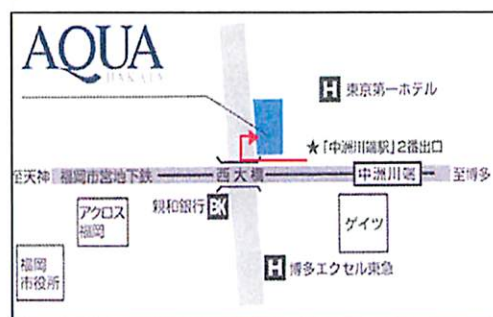 AQUA
HAKATA
H 東京第一ホテル
★「中洲川端駅」2番出口
至天神 福岡市営地下鉄 西大橋 中洲川端 至博多
親和銀行 BK
アクロス
福岡
ゲイツ
福岡
市役所
H 博多エクセル東急